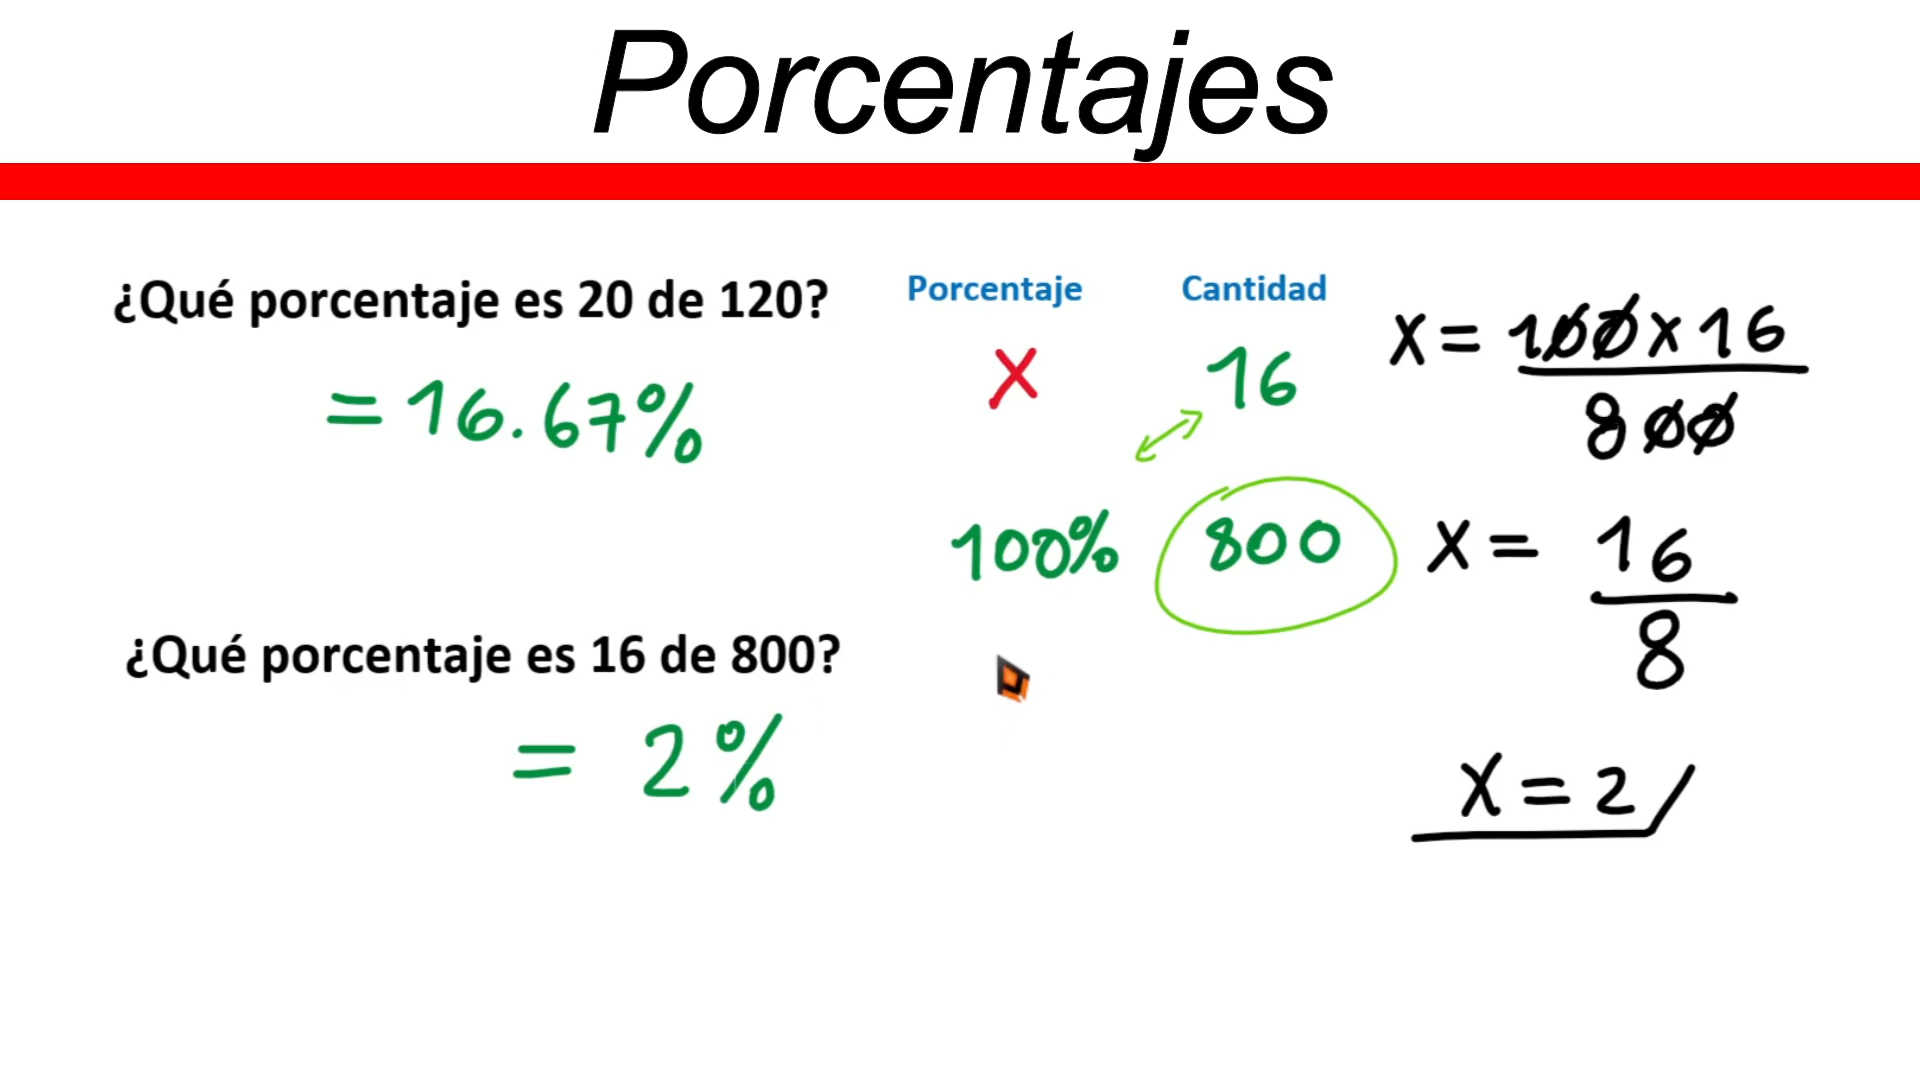 Porcentajes
¿Qué porcentaje es 20 de 120?
= 16.67%
¿Qué porcentaje es 16 de 800?
= 2%
Porcentaje Cantidad
X 16
100% 800
X = 100 x 16
800
X = 16
8
X = 2